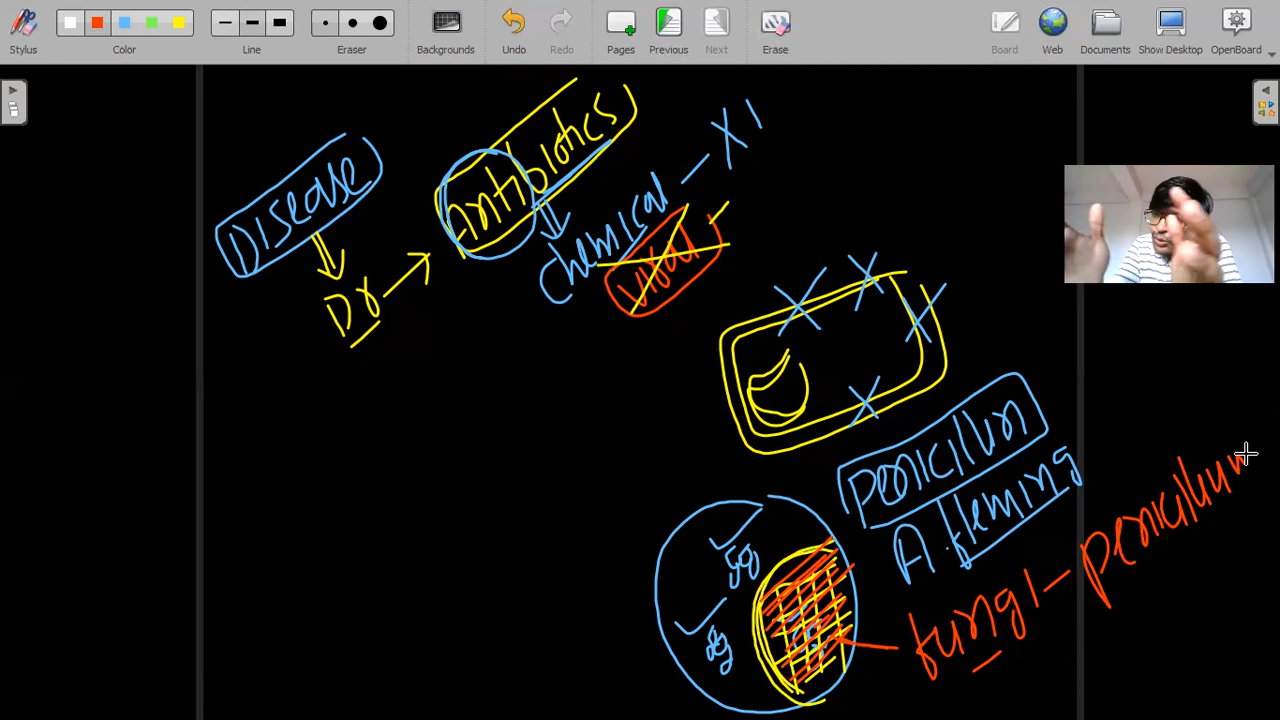 Stylus
Color
Line
Eraser
Backgrounds
Undo
Redo
Pages
Previous
Next
Erase
Board
Web
Documents
Show Desktop
OpenBoard
Disease
Dr
Antibiotics
chemical - X
penicillum
A. fleming
fungi - penicillium